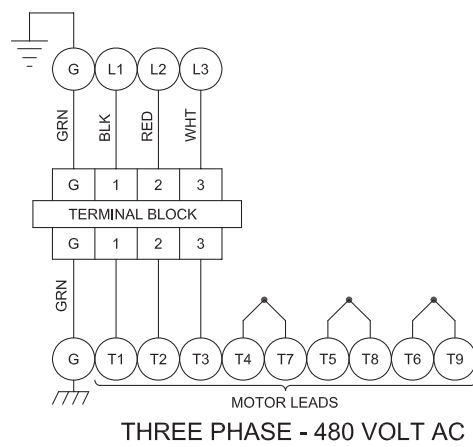 G L1 L2 L3
GRN BLK RED WHT
G 1 2 3
TERMINAL BLOCK
G 1 2 3
GRN
G T1 T2 T3 T4 T7 T5 T8 T6 T9
MOTOR LEADS
THREE PHASE - 480 VOLT AC